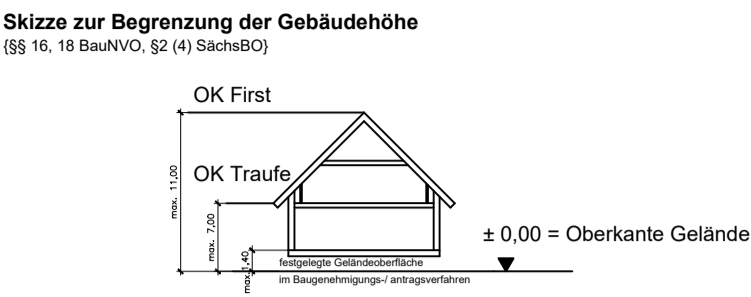 Skizze zur Begrenzung der Gebäudehöhe
{§§ 16, 18 BauNVO, §2 (4) SächsBO}
OK First
max. 11,00
OK Traufe
max. 7,00
± 0,00 = Oberkante Gelände
max.1,40
festgelegte Geländeoberfläche
im Baugenehmigungs-/ antragsverfahren